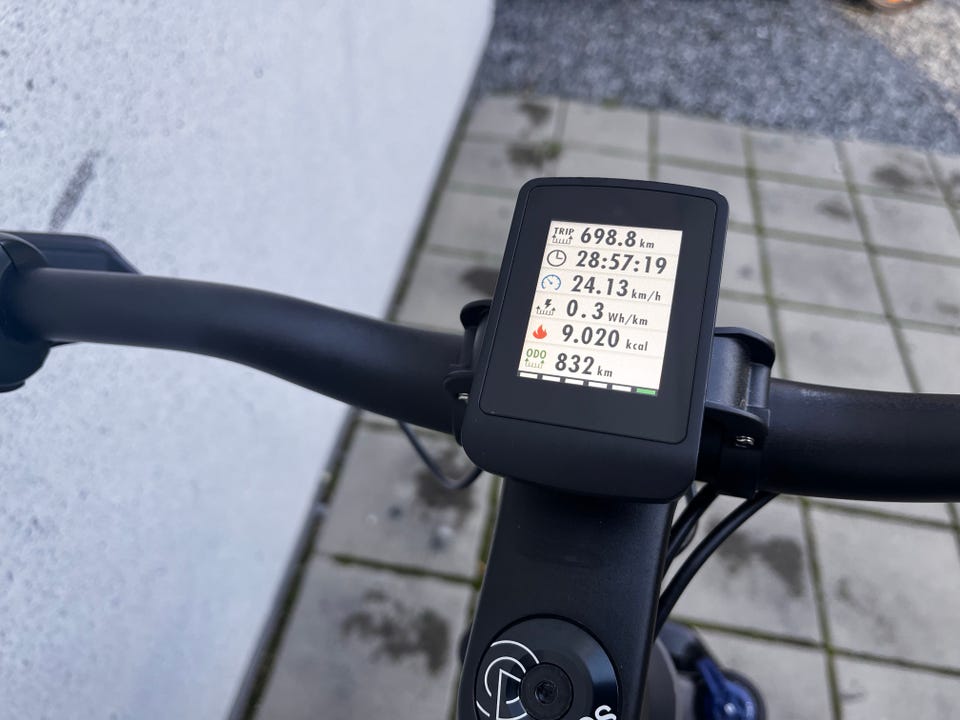 TRIP 698.8 km
28:57:19
24.13 km/h
0.3 Wh/km
9.020 kcal
ODO 832 km